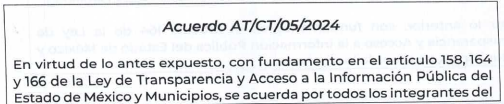 Acuerdo AT/CT/05/2024
En virtud de lo antes expuesto, con fundamento en el artículo 158, 164
y 166 de la Ley de Transparencia y Acceso a la Información Pública del
Estado de México y Municipios, se acuerda por todos los integrantes del